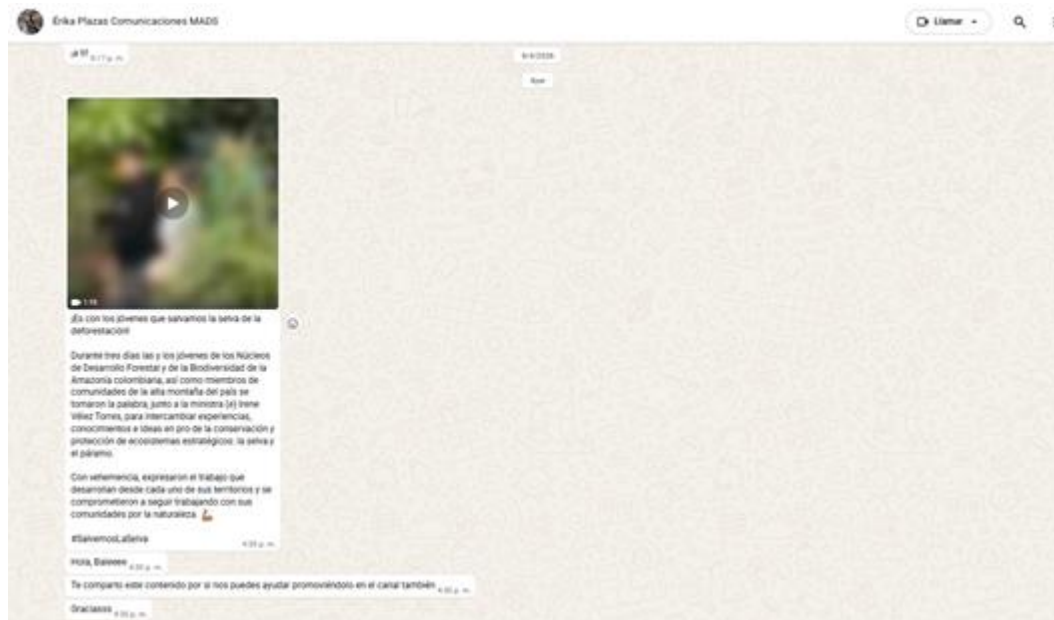 Erika Plazas Comunicaciones MADS
Llamar
5:17 p. m.
Ayer
1:18
¡Es con los jóvenes que salvamos la selva de la
deforestación!
Durante tres días las y los jóvenes de los Núcleos
de Desarrollo Forestal y de la Biodiversidad de la
Amazonía colombiana, así como miembros de
comunidades de la alta montaña del país se
tomaron la palabra, junto a la ministra (e) Irene
Vélez Torres, para intercambiar experiencias,
conocimientos e ideas en pro de la conservación y
protección de ecosistemas estratégicos: la selva y
el páramo.
Con vehemencia, expresaron el trabajo que
desarrollan desde cada uno de sus territorios y se
comprometieron a seguir trabajando con sus
comunidades por la naturaleza. 💪🏾
#SalvemosLaSelva
Hola,
Te comparto este contenido por si nos puedes ayudar promoviéndolo en el canal también
Graciasss